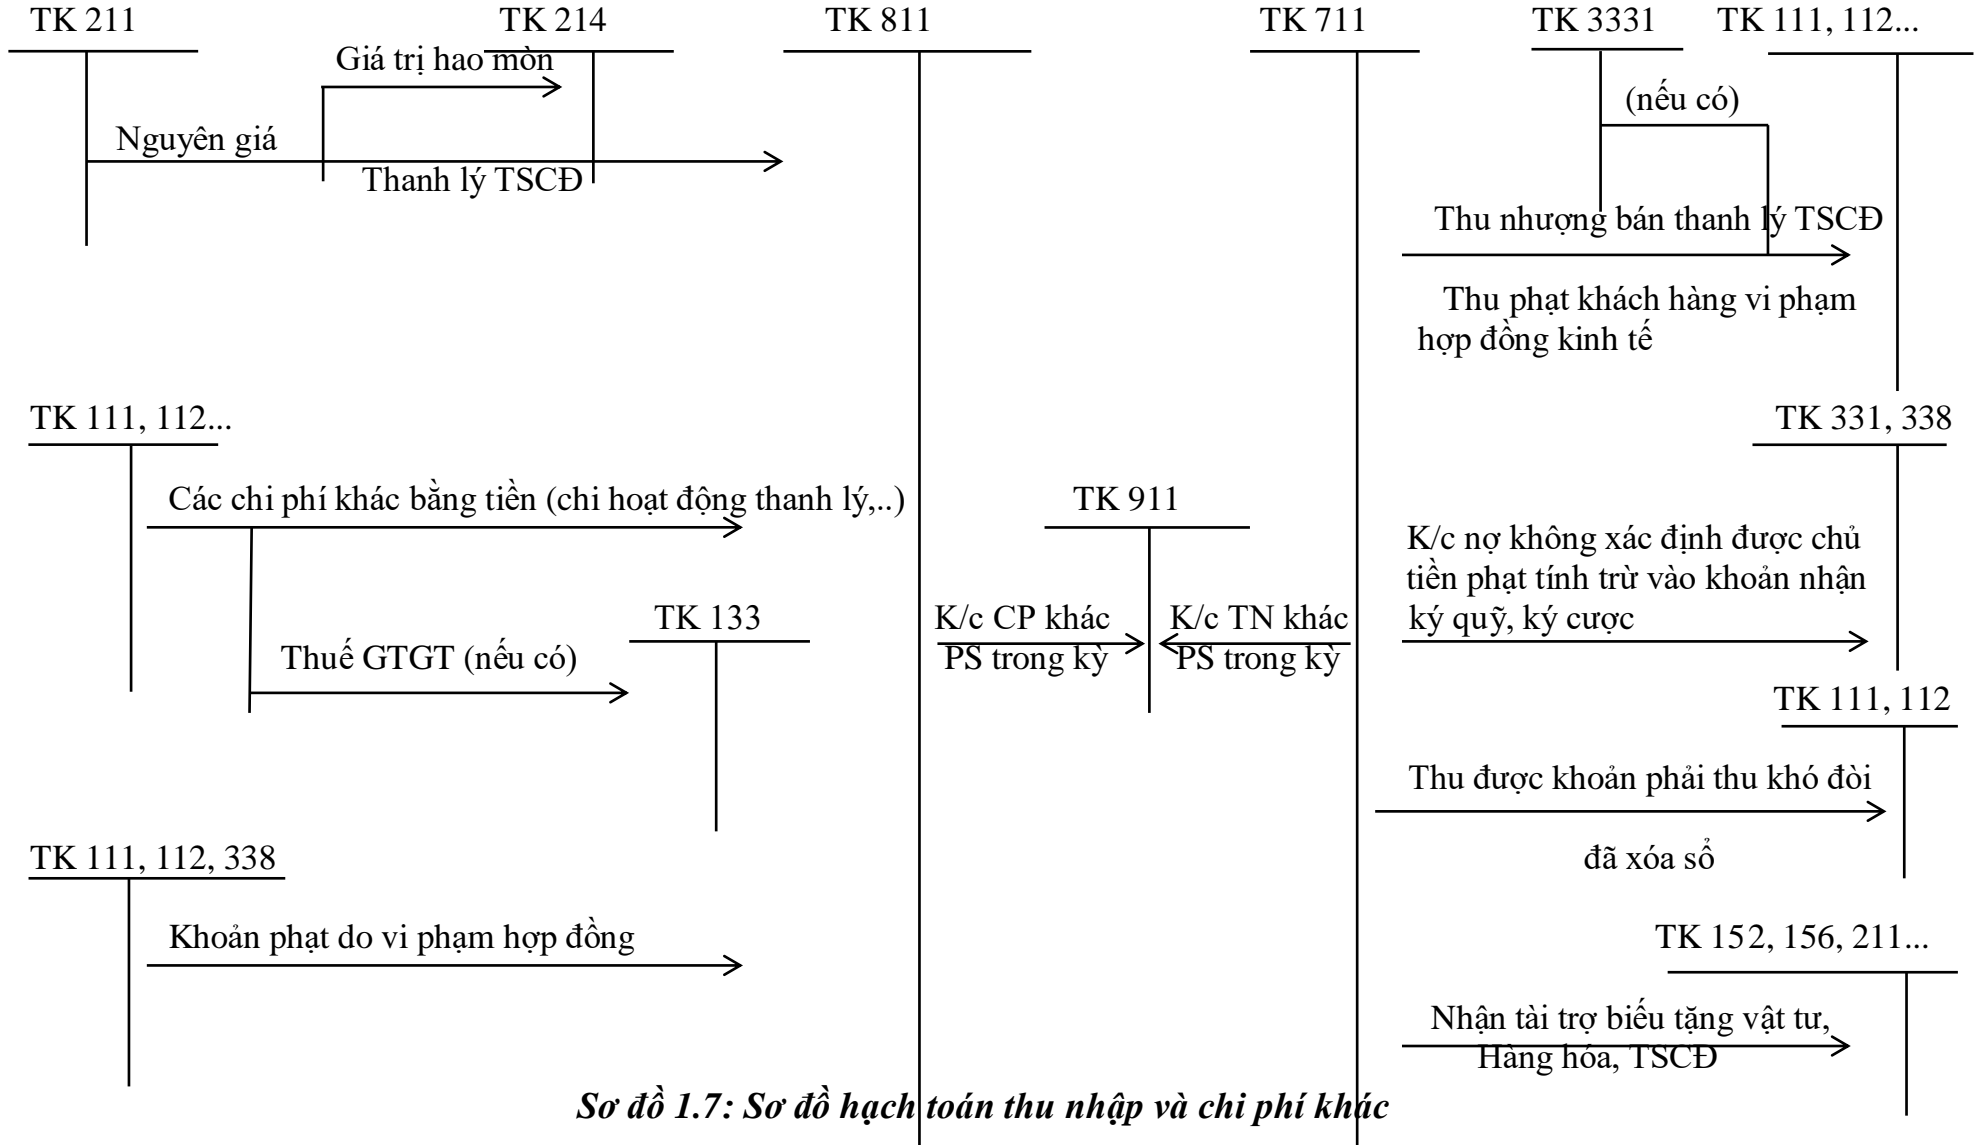 TK 211
TK 214
TK 811
TK 711
TK 3331
TK 111, 112...
Giá trị hao mòn
(nếu có)
Nguyên giá
Thanh lý TSCĐ
Thu nhượng bán thanh lý TSCĐ
Thu phạt khách hàng vi phạm
hợp đồng kinh tế
TK 111, 112...
TK 331, 338
Các chi phí khác bằng tiền (chi hoạt động thanh lý,..)
TK 911
K/c nợ không xác định được chủ
tiền phạt tính trừ vào khoản nhận
ký quỹ, ký cược
TK 133
K/c CP khác
PS trong kỳ
K/c TN khác
PS trong kỳ
Thuế GTGT (nếu có)
TK 111, 112
Thu được khoản phải thu khó đòi
đã xóa sổ
TK 111, 112, 338
Khoản phạt do vi phạm hợp đồng
TK 152, 156, 211...
Nhận tài trợ biếu tặng vật tư,
Hàng hóa, TSCĐ
Sơ đồ 1.7: Sơ đồ hạch toán thu nhập và chi phí khác